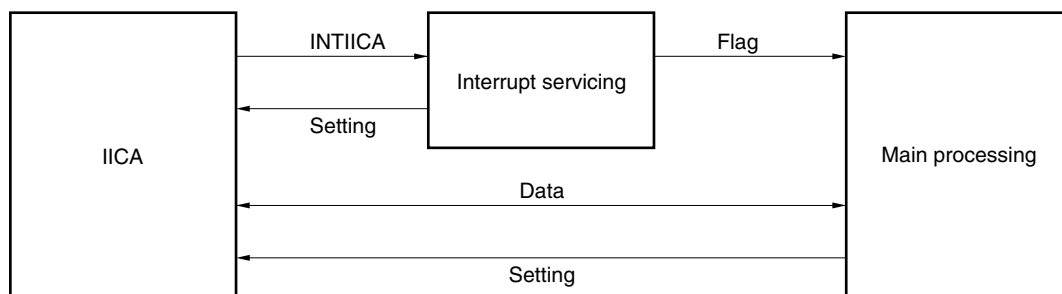 INTIICA
Flag
Interrupt servicing
Setting
IICA
Main processing
Data
Setting